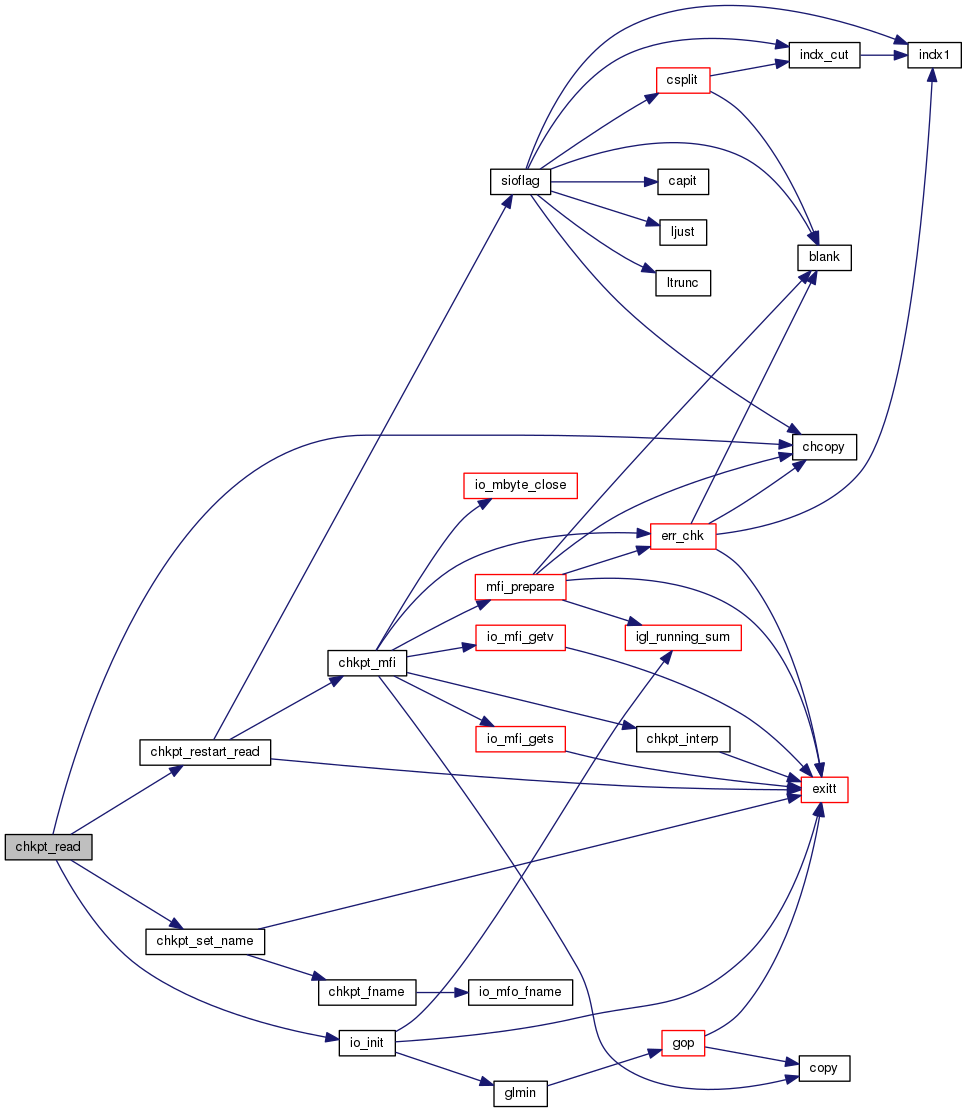 indx_cut
indx1
csplit
sioflag
capit
ljust
blank
ltrunc
chcopy
io_mbyte_close
err_chk
mfi_prepare
io_mfi_getv
igl_running_sum
chkpt_mfi
io_mfi_gets
chkpt_interp
chkpt_restart_read
exitt
chkpt_read
chkpt_set_name
chkpt_fname
io_mfo_fname
io_init
gop
copy
glmin